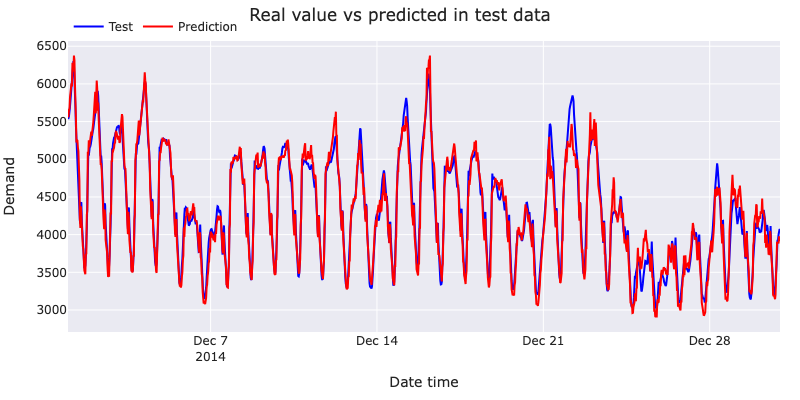 Real value vs predicted in test data
Test
Prediction
6500
6000
5500
5000
4500
4000
3500
3000
Demand
Dec 7
2014
Dec 14
Dec 21
Dec 28
Date time